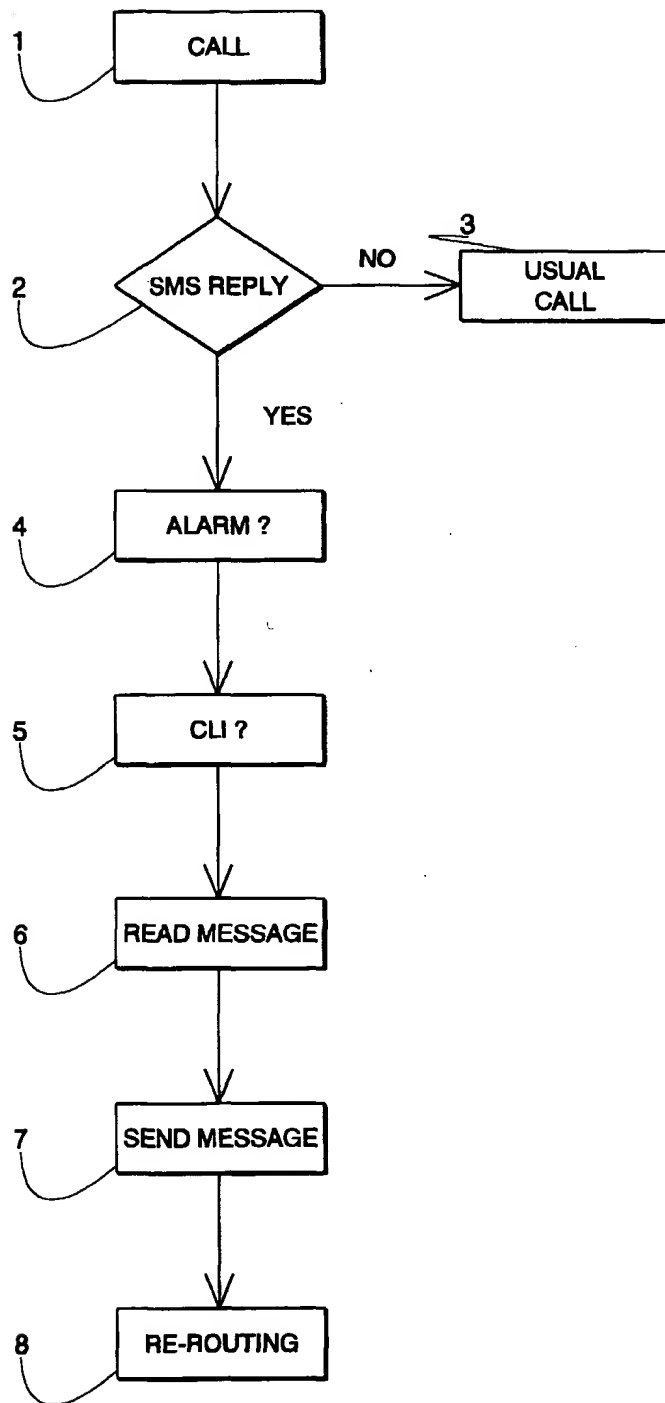 1
CALL
2
SMS REPLY
NO
3
USUAL
CALL
YES
4
ALARM ?
5
CLI ?
6
READ MESSAGE
7
SEND MESSAGE
8
RE-ROUTING